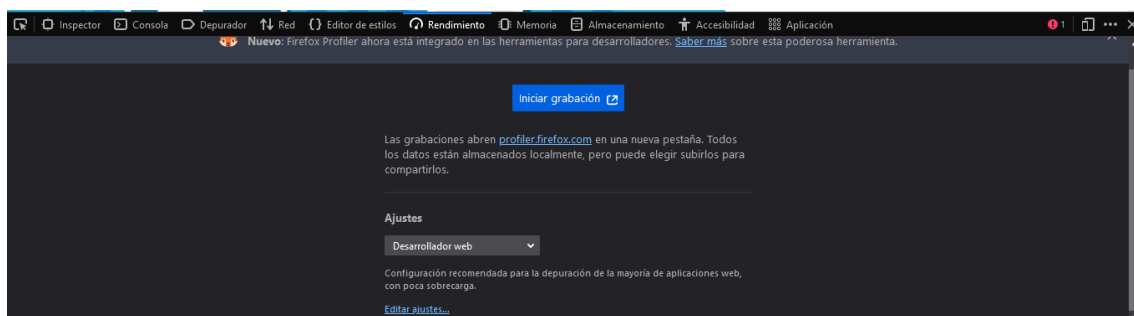 Inspector Consola Depurador Red Editor de estilos Rendimiento Memoria Almacenamiento Accesibilidad Aplicación 1
Nuevo: Firefox Profiler ahora está integrado en las herramientas para desarrolladores. Saber más sobre esta poderosa herramienta.
Iniciar grabación
Las grabaciones abren profiler.firefox.com en una nueva pestaña. Todos
los datos están almacenados localmente, pero puede elegir subirlos para
compartirlos.
Ajustes
Desarrollador web
Configuración recomendada para la depuración de la mayoría de aplicaciones web,
con poca sobrecarga.
Editar ajustes...